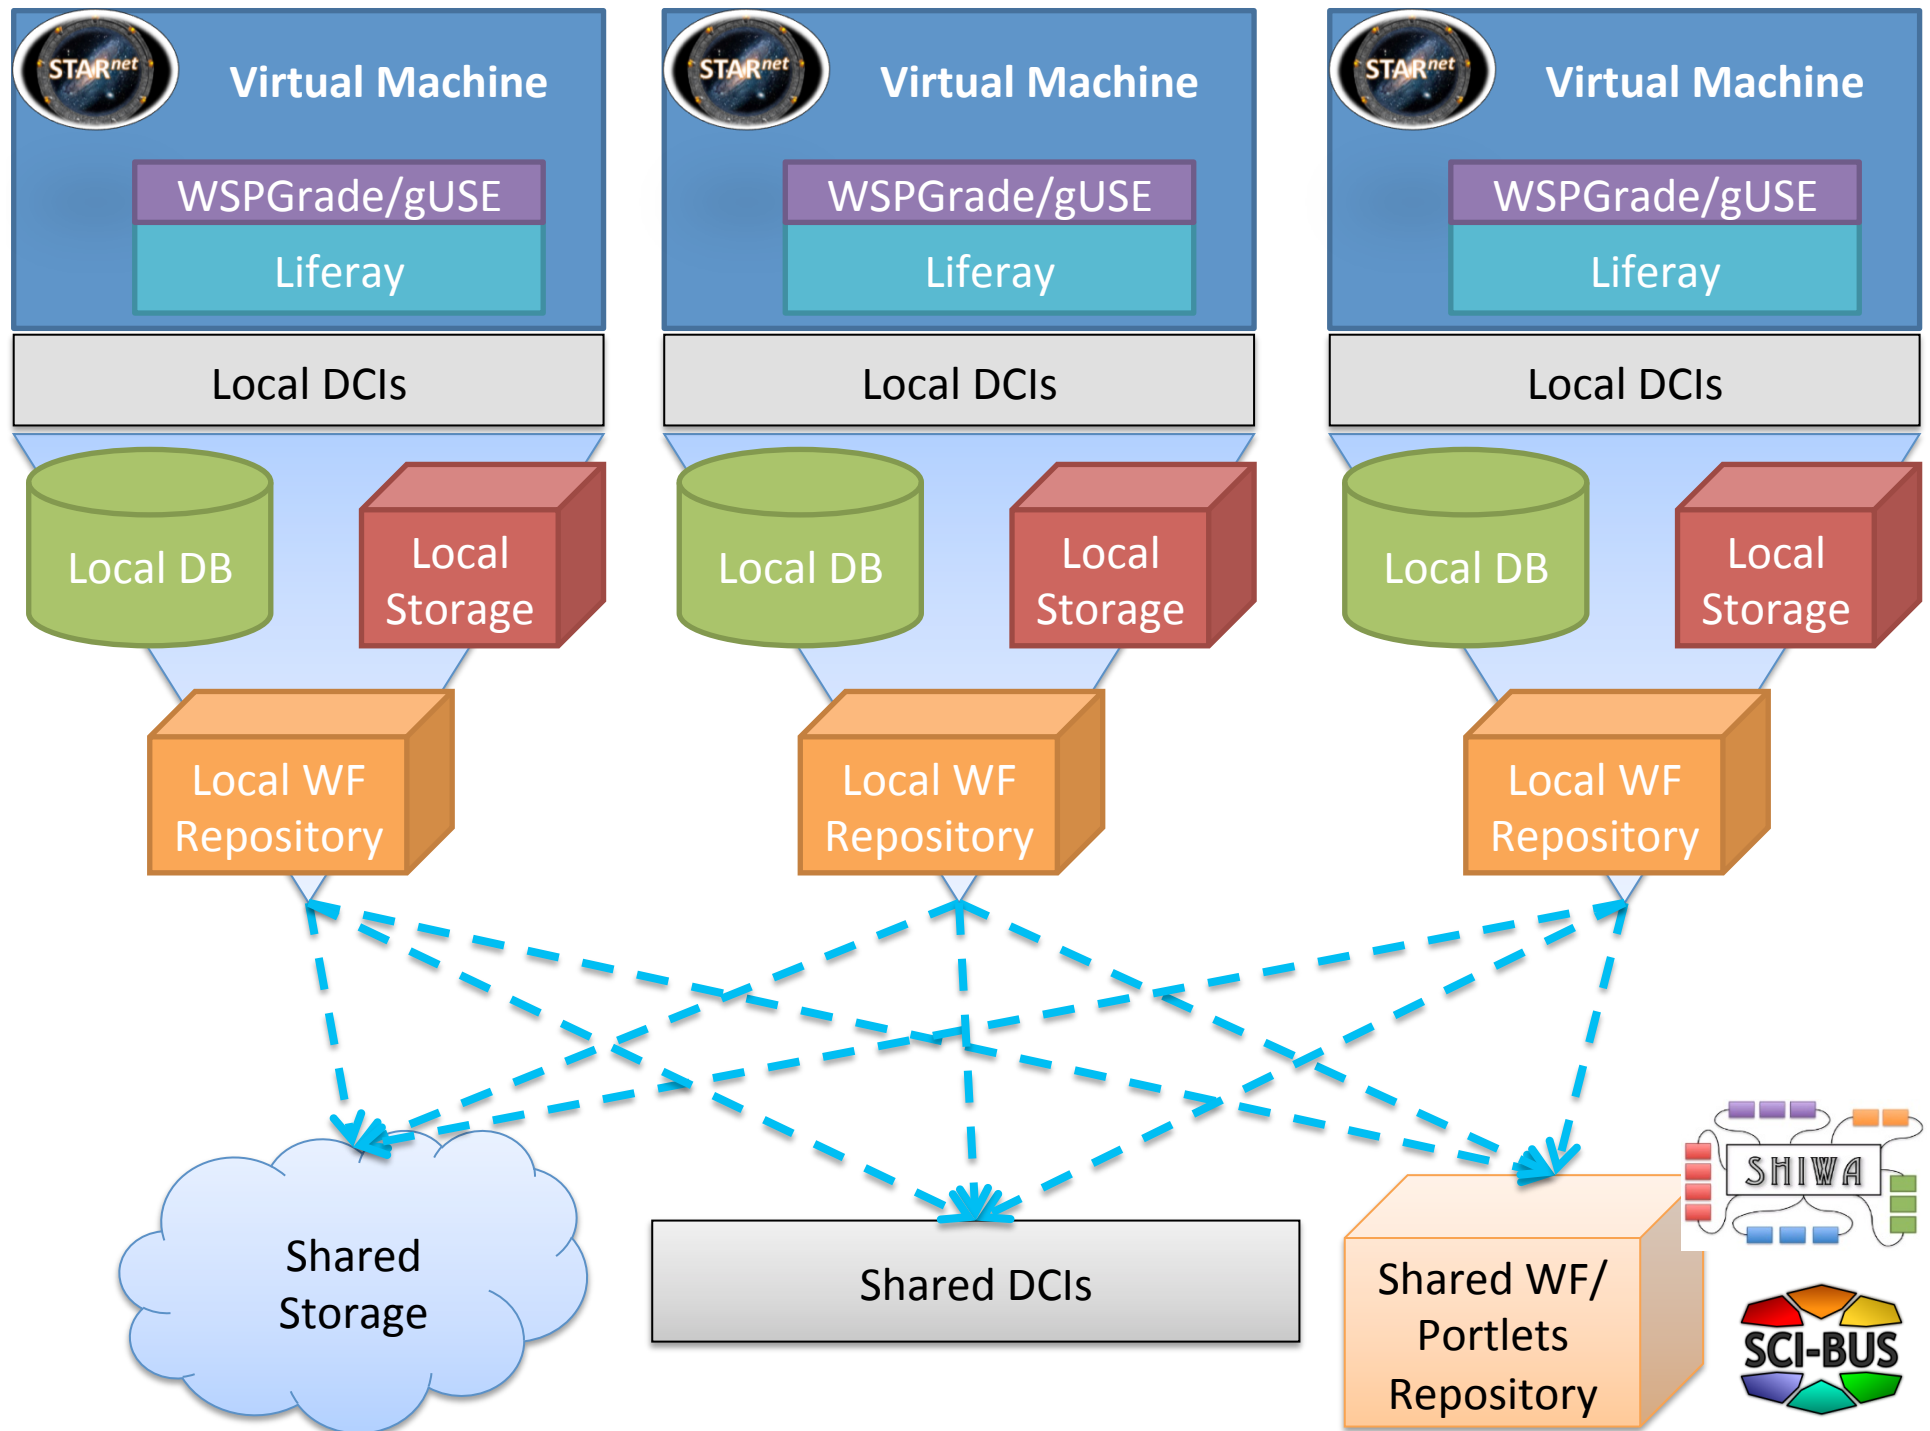 STARnet
Virtual Machine
STARnet
Virtual Machine
STARnet
Virtual Machine
WSPGrade/gUSE
WSPGrade/gUSE
WSPGrade/gUSE
Liferay
Liferay
Liferay
Local DCIs
Local DCIs
Local DCIs
Local DB
Local
Storage
Local DB
Local
Storage
Local DB
Local
Storage
Local WF
Repository
Local WF
Repository
Local WF
Repository
Shared
Storage
Shared DCIs
Shared WF/
Portlets
Repository
SHIWA
SCI-BUS